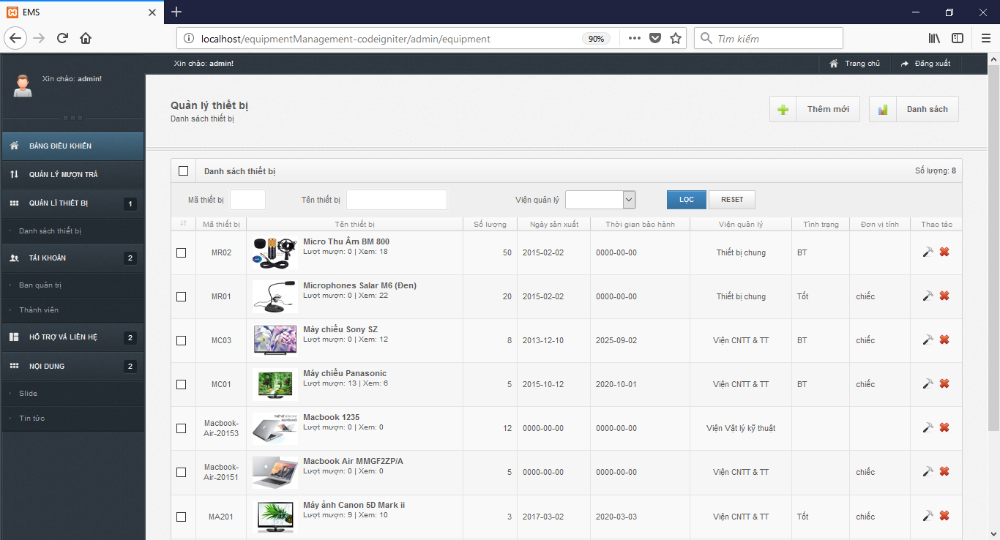 EMS
localhost/equipmentManagement-codeigniter/admin/equipment
90%
Tìm kiếm
Xin chào: admin!
Xin chào: admin!
Trang chủ
Đăng xuất
BẢNG ĐIỀU KHIỂN
QUẢN LÝ MƯỢN TRẢ
QUẢN LÍ THIẾT BỊ 1
Danh sách thiết bị
TÀI KHOẢN 2
Ban quản trị
Thành viên
HỖ TRỢ VÀ LIÊN HỆ 2
NỘI DUNG 2
Slide
Tin tức
Quản lý thiết bị
Danh sách thiết bị
Thêm mới
Danh sách
Danh sách thiết bị
Số lượng: 8
Mã thiết bị
Tên thiết bị
Viện quản lý
LỌC
RESET
Mã thiết bị Tên thiết bị Số lượng Ngày sản xuất Thời gian bảo hành Viện quản lý Tình trạng Đơn vị tính Thao tác
MR02 Micro Thu Âm BM 800 50 2015-02-02 0000-00-00 Thiết bị chung BT
Lượt mượn: 0 | Xem: 18
MR01 Microphones Salar M6 (Đen) 20 2015-02-02 0000-00-00 Thiết bị chung Tốt chiếc
Lượt mượn: 0 | Xem: 22
MC03 Máy chiếu Sony SZ 8 2013-12-10 2025-09-02 Viện CNTT & TT BT chiếc
Lượt mượn: 0 | Xem: 12
MC01 Máy chiếu Panasonic 5 2015-10-12 2020-10-01 Viện CNTT & TT BT chiếc
Lượt mượn: 13 | Xem: 6
Macbook-Air-20153 Macbook 1235 12 0000-00-00 0000-00-00 Viện Vật lý kỹ thuật
Lượt mượn: 0 | Xem: 0
Macbook-Air-20151 Macbook Air MMGF2ZP/A 5 0000-00-00 0000-00-00 Viện CNTT & TT chiếc
Lượt mượn: 0 | Xem: 0
MA201 Máy ảnh Canon 5D Mark ii 3 2017-03-02 2020-03-03 Viện CNTT & TT Tốt chiếc
Lượt mượn: 9 | Xem: 10